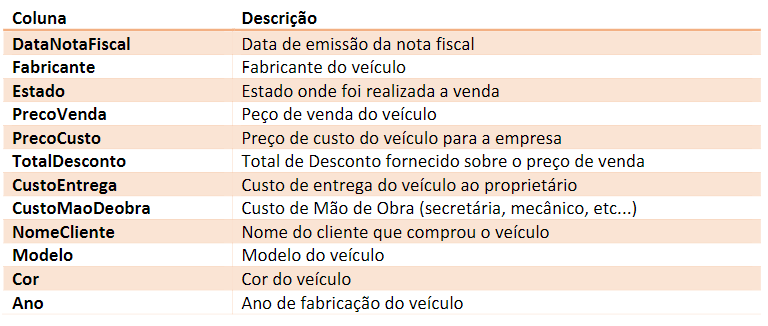 Coluna Descrição
DataNotaFiscal Data de emissão da nota fiscal
Fabricante Fabricante do veículo
Estado Estado onde foi realizada a venda
PrecoVenda Peço de venda do veículo
PrecoCusto Preço de custo do veículo para a empresa
TotalDesconto Total de Desconto fornecido sobre o preço de venda
CustoEntrega Custo de entrega do veículo ao proprietário
CustoMaoDeobra Custo de Mão de Obra (secretária, mecânico, etc...)
NomeCliente Nome do cliente que comprou o veículo
Modelo Modelo do veículo
Cor Cor do veículo
Ano Ano de fabricação do veículo